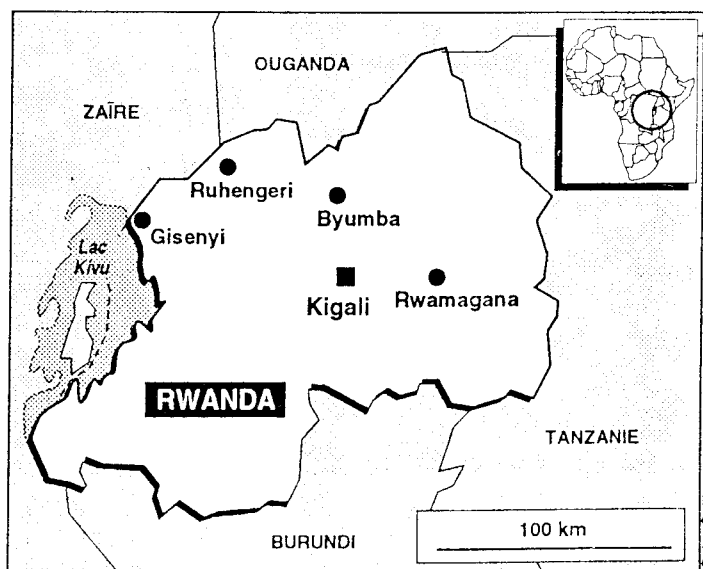 OUGANDA
ZAÏRE
Ruhengeri
Byumba
Gisenyi
Lac
Kivu
Kigali
Rwamagana
RWANDA
TANZANIE
100 km
BURUNDI